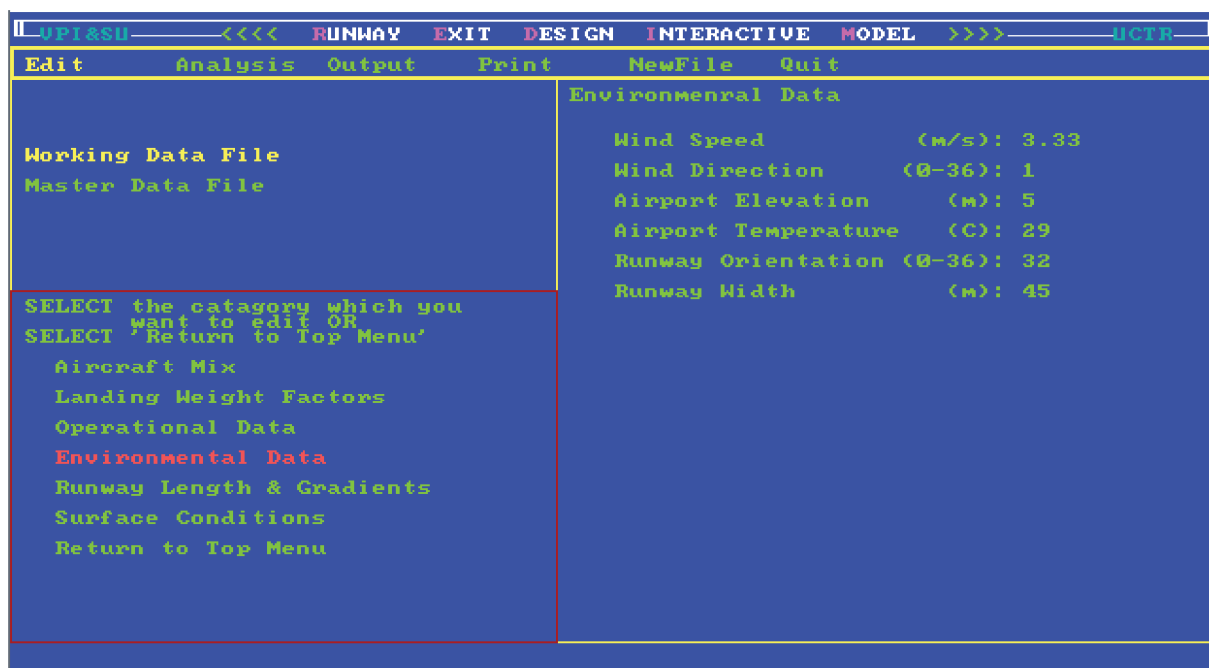 VPI&SU <<<< RUNWAY EXIT DESIGN INTERACTIVE MODEL >>>> UCTR
Edit Analysis Output Print NewFile Quit
Working Data File
Master Data File
SELECT the catagory which you
want to edit OR
SELECT 'Return to Top Menu'
Aircraft Mix
Landing Weight Factors
Operational Data
Environmental Data
Runway Length & Gradients
Surface Conditions
Return to Top Menu
Environmenral Data
Wind Speed (m/s): 3.33
Wind Direction (0-36): 1
Airport Elevation (m): 5
Airport Temperature (C): 29
Runway Orientation (0-36): 32
Runway Width (m): 45